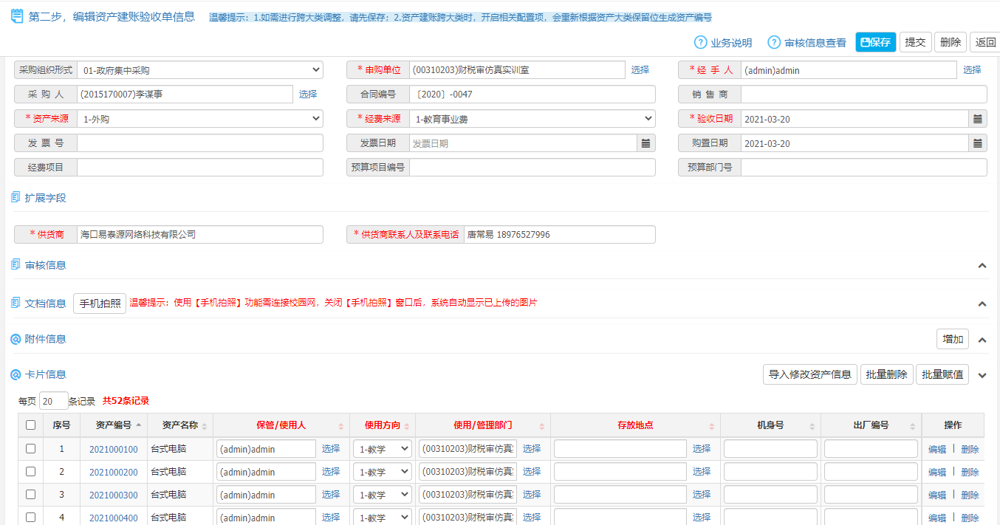 第二步，编辑资产建账验收单信息 温馨提示：1.如需进行跨大类调整，请先保存；2.资产建账跨大类时，开启相关配置项，会重新根据资产大类保留位生成资产编号
业务说明 审核信息查看 保存 提交 删除 返回
采购组织形式 01-政府集中采购 * 申购单位 (00310203)财税审仿真实训室 选择 * 经 手 人 (admin)admin 选择
采 购 人 (2015170007)李谋事 选择 合同编号 〔2020〕-0047 销 售 商
* 资产来源 1-外购 * 经费来源 1-教育事业费 * 验收日期 2021-03-20
发 票 号 发票日期 发票日期 购置日期 2021-03-20
经费项目 预算项目编号 预算部门号
扩展字段
* 供货商 海口易泰源网络科技有限公司 * 供货商联系人及联系电话 唐常易 18976527996
审核信息
文档信息 手机拍照 温馨提示：使用【手机拍照】功能需连接校园网，关闭【手机拍照】窗口后，系统自动显示已上传的图片
附件信息 增加
卡片信息 导入修改资产信息 批量删除 批量赋值
每页 20 条记录 共52条记录
序号 资产编号 资产名称 保管/使用人 使用方向 使用/管理部门 存放地点 机身号 出厂编号 操作
1 2021000100 台式电脑 (admin)admin 选择 1-教学 (00310203)财税审仿真 选择 选择 编辑 | 删除
2 2021000200 台式电脑 (admin)admin 选择 1-教学 (00310203)财税审仿真 选择 选择 编辑 | 删除
3 2021000300 台式电脑 (admin)admin 选择 1-教学 (00310203)财税审仿真 选择 选择 编辑 | 删除
4 2021000400 台式电脑 (admin)admin 选择 1-教学 (00310203)财税审仿真 选择 选择 编辑 | 删除